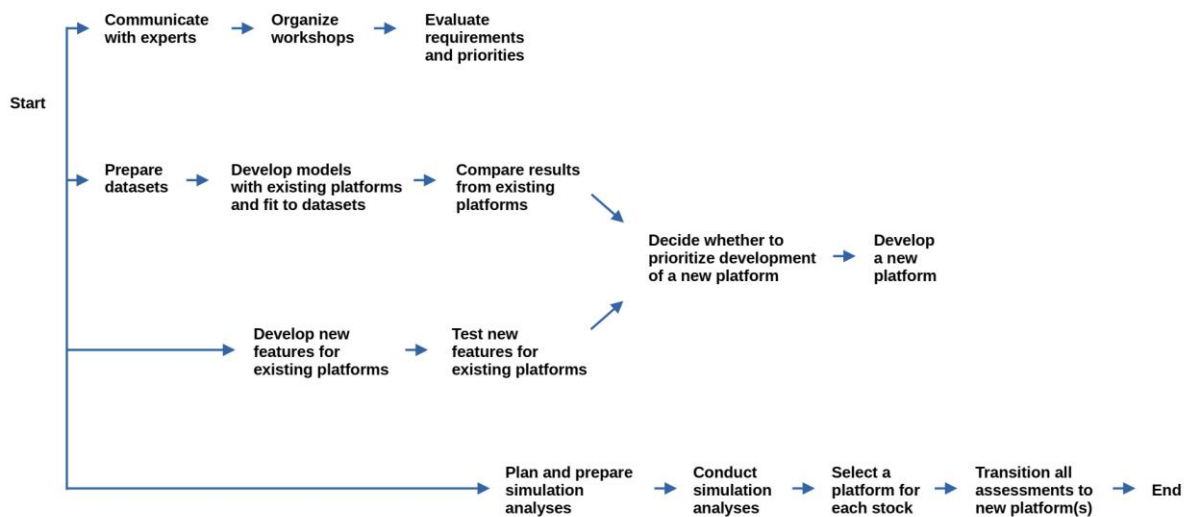 Communicate
with experts
Organize
workshops
Evaluate
requirements
and priorities
Start
Prepare
datasets
Develop models
with existing platforms
and fit to datasets
Compare results
from existing
platforms
Decide whether to
prioritize development
of a new platform
Develop
a new
platform
Develop new
features for
existing platforms
Test new
features for
existing platforms
Plan and prepare
simulation
analyses
Conduct
simulation
analyses
Select a
platform for
each stock
Transition all
assessments to
new platform(s)
End